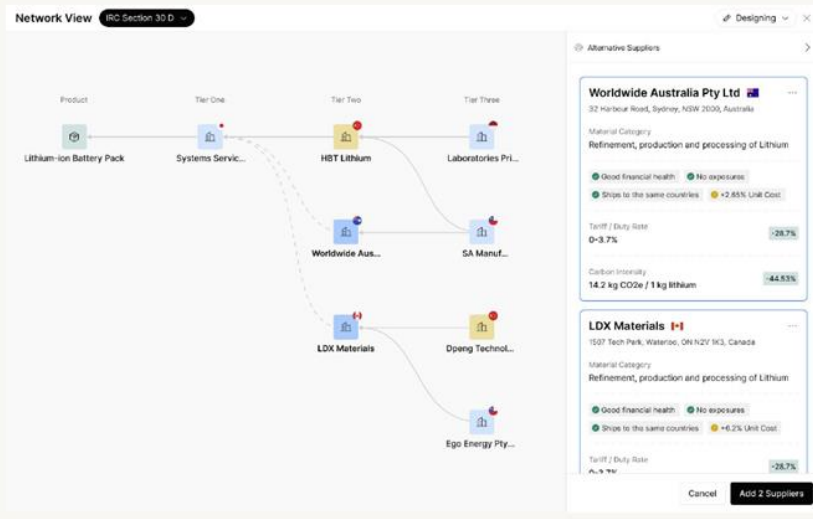 Network View
IRC Section 30 D
Designing
Alternative Suppliers
Product
Tier One
Tier Two
Tier Three
Lithium-ion Battery Pack
Systems Servic...
HBT Lithium
Laboratories Pri...
Worldwide Aus...
SA Manuf...
LDX Materials
Dpeng Technol...
Ego Energy Pty...
Worldwide Australia Pty Ltd
32 Harbour Road, Sydney, NSW 2000, Australia
Material Category
Refinement, production and processing of Lithium
Good financial health
No exposures
Ships to the same countries
+2.65% Unit Cost
Tariff / Duty Rate
0-3.7%
-28.7%
Carbon Intensity
14.2 kg CO2e / 1 kg lithium
-44.53%
LDX Materials
1507 Tech Park, Waterloo, ON N2V 1K3, Canada
Material Category
Refinement, production and processing of Lithium
Good financial health
No exposures
Ships to the same countries
+6.2% Unit Cost
Tariff / Duty Rate
0-3.7%
-28.7%
Cancel
Add 2 Suppliers